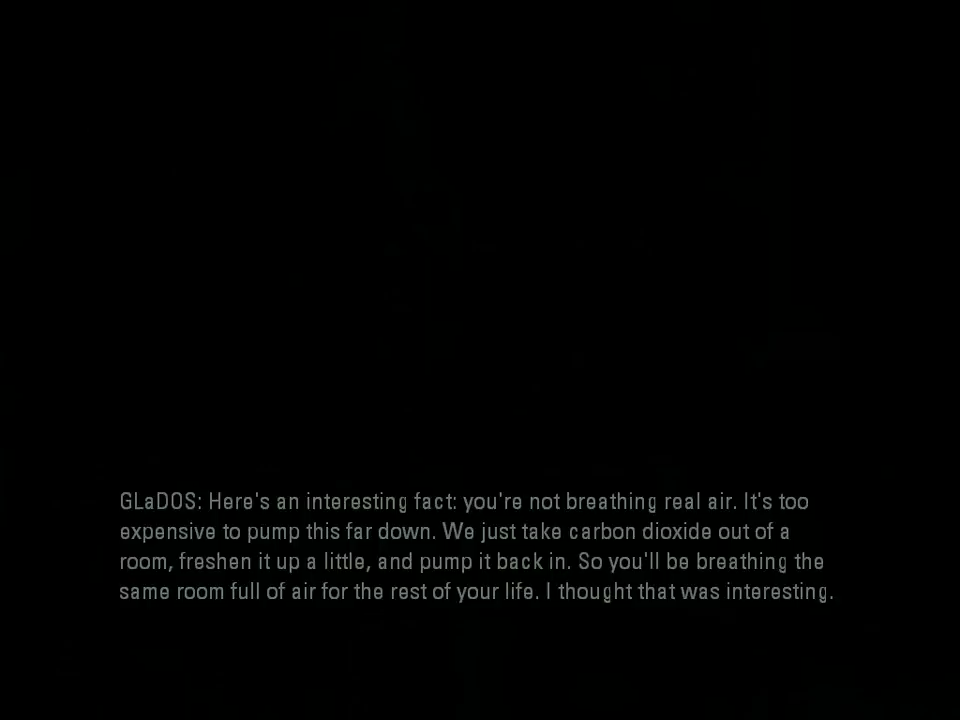 GLaDOS: Here's an interesting fact: you're not breathing real air. It's too
expensive to pump this far down. We just take carbon dioxide out of a
room, freshen it up a little, and pump it back in. So you'll be breathing the
same room full of air for the rest of your life. I thought that was interesting.